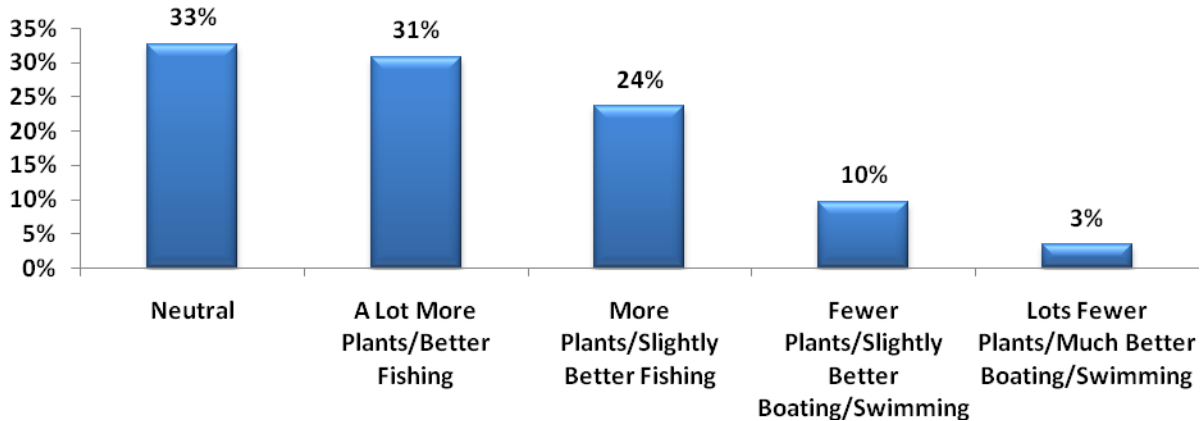 35%
30%
25%
20%
15%
10%
5%
0%
33%
31%
24%
10%
3%
Neutral
A Lot More
Plants/Better
Fishing
More
Plants/Slightly
Better Fishing
Fewer
Plants/Slightly
Better
Boating/Swimming
Lots Fewer
Plants/Much Better
Boating/Swimming